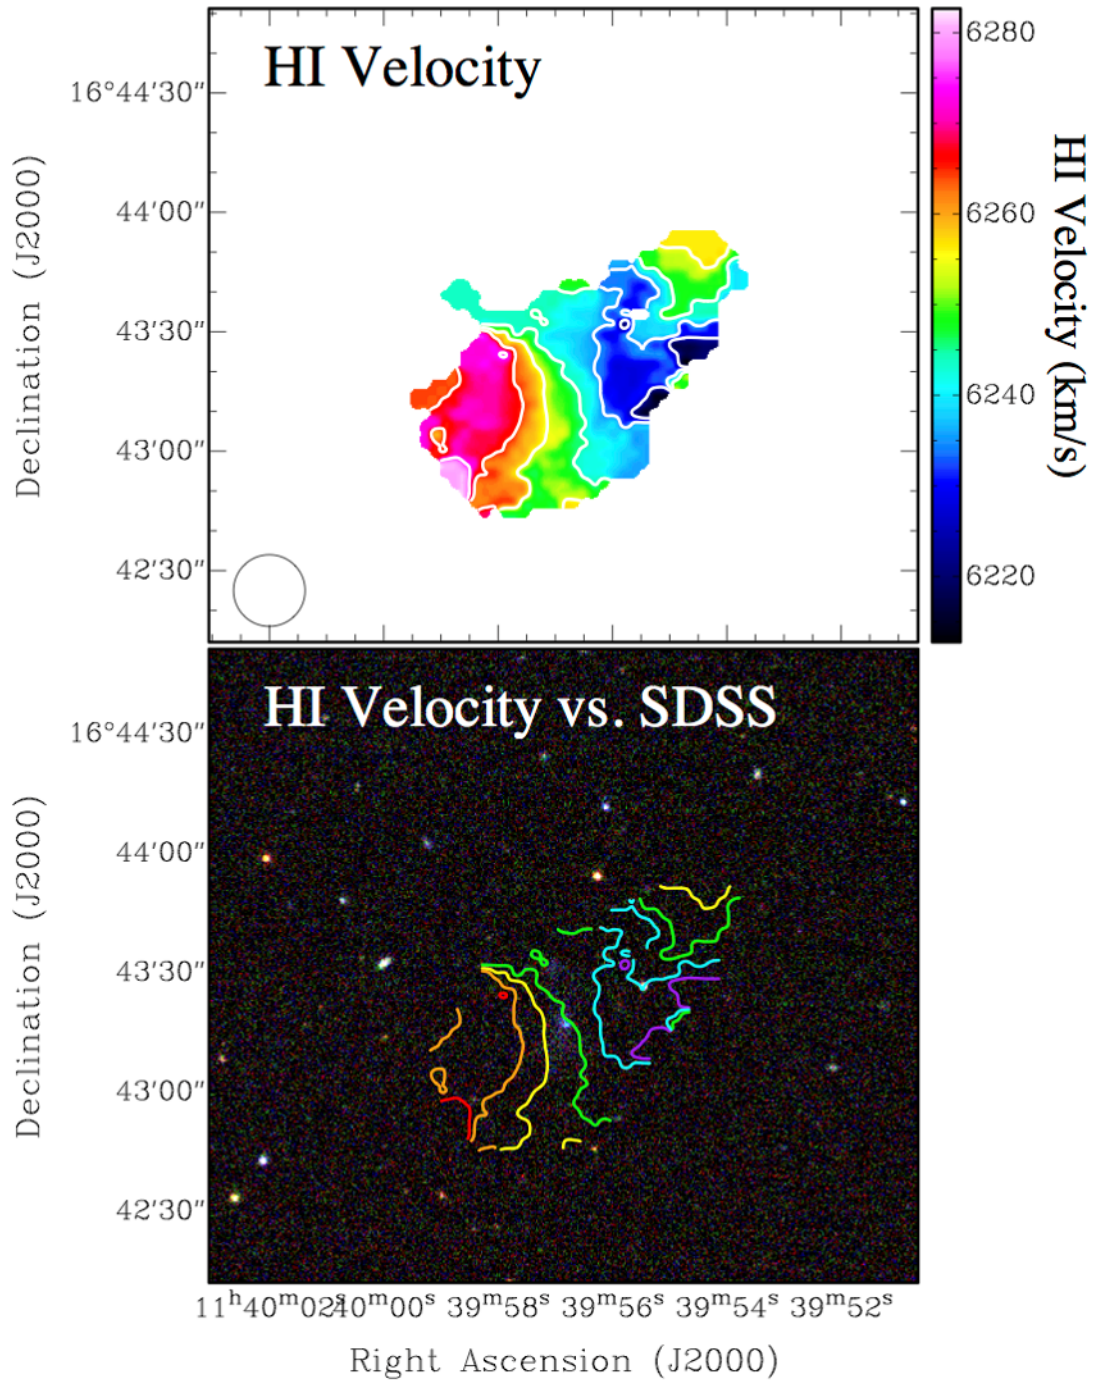 HI Velocity
16°44'30"
44'00"
43'30"
43'00"
42'30"
Declination (J2000)
6280
6260
6240
6220
HI Velocity (km/s)
HI Velocity vs. SDSS
16°44'30"
44'00"
43'30"
43'00"
42'30"
Declination (J2000)
11h40m02s 40m00s 39m58s 39m56s 39m54s 39m52s
Right Ascension (J2000)